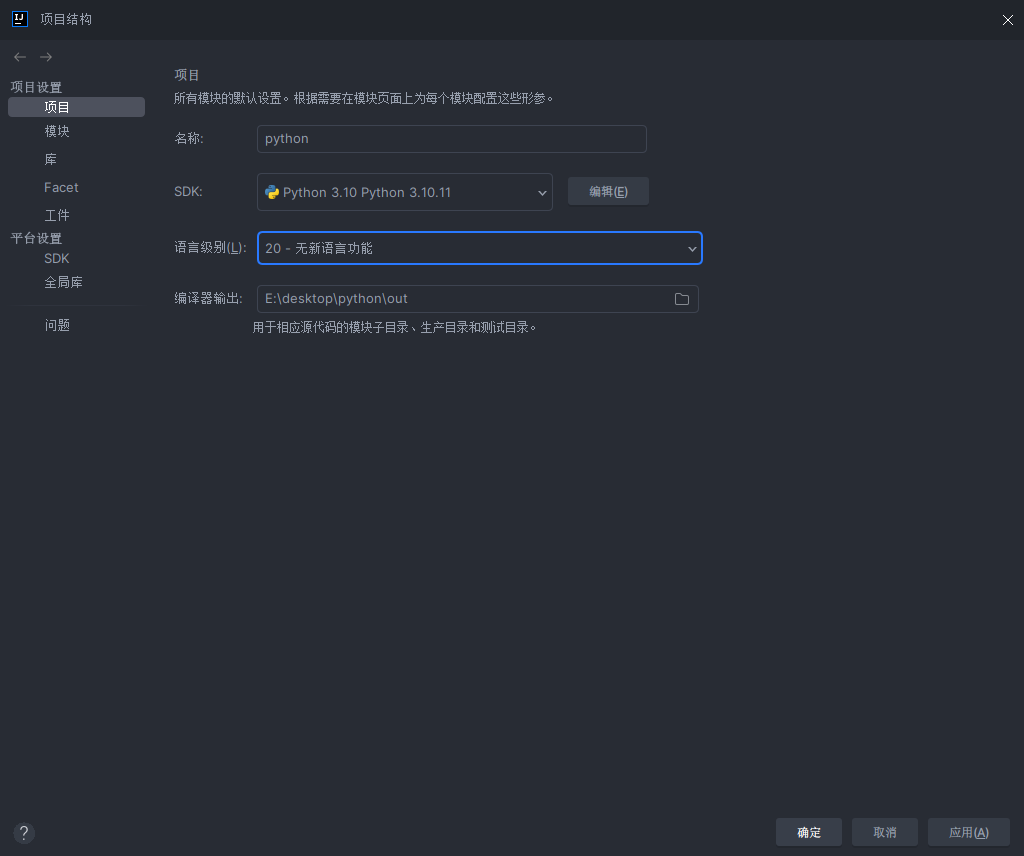 IJ 项目结构
项目设置
项目
模块
库
Facet
工件
平台设置
SDK
全局库
问题
项目
所有模块的默认设置。根据需要在模块页面上为每个模块配置这些形参。
名称: python
SDK: Python 3.10 Python 3.10.11 编辑(E)
语言级别(L): 20 - 无新语言功能
编译器输出: E:\desktop\python\out
用于相应源代码的模块子目录、生产目录和测试目录。
? 确定 取消 应用(A)